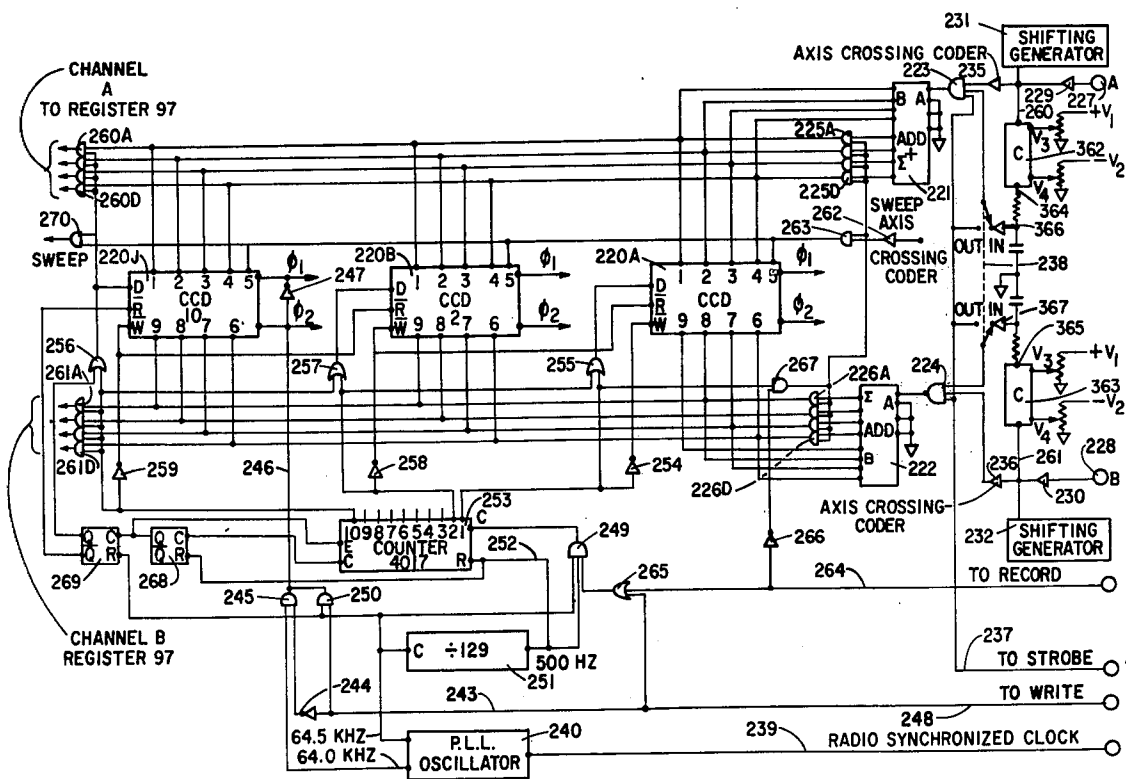 231
SHIFTING GENERATOR
AXIS CROSSING CODER
223
235
A
229
227
260
+V1
V3
-V2
C
362
V4
364
366
OUT IN
238
OUT IN
367
365
V3
+V1
-V2
C
363
V4
261
228
B
236
230
AXIS CROSSING CODER
232
SHIFTING GENERATOR
CHANNEL A TO REGISTER 97
260A
260D
225A
225D
B A
ADD
Σ +
221
270
SWEEP
262
SWEEP AXIS CROSSING CODER
263
220J
1 2 3 4 5
D
R
W
CCD 10
9 8 7 6
ϕ1
247
ϕ2
220B
1 2 3 4 5
D
R
W
CCD 2
9 8 7 6
ϕ1
ϕ2
220A
1 2 3 4 5
D
R
W
CCD
9 8 7 6
ϕ1
ϕ2
256
257
255
267
224
261A
261D
226A
226D
Σ
A
ADD
B
222
259
246
258
254
253
10 9 8 7 6 5 4 3 2 1
C
E
C
COUNTER 4017
R
252
249
Q C
Q R
269
Q C
Q R
268
245
250
265
266
264
TO RECORD
CHANNEL B REGISTER 97
C ÷129
251
500 HZ
237
TO STROBE
244
243
TO WRITE
248
64.5 KHZ
64.0 KHZ
P.L.L. OSCILLATOR
240
239
RADIO SYNCHRONIZED CLOCK